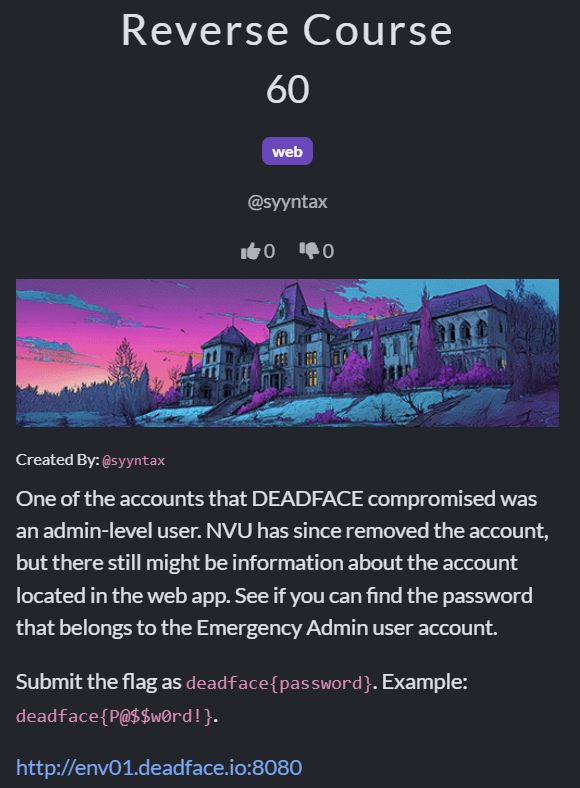 Reverse Course
60
web
@syyntax
0 0
Created By: @syyntax
One of the accounts that DEADFACE compromised was
an admin-level user. NVU has since removed the account,
but there still might be information about the account
located in the web app. See if you can find the password
that belongs to the Emergency Admin user account.
Submit the flag as deadface{password}. Example:
deadface{P@$$w0rd!}.
http://env01.deadface.io:8080